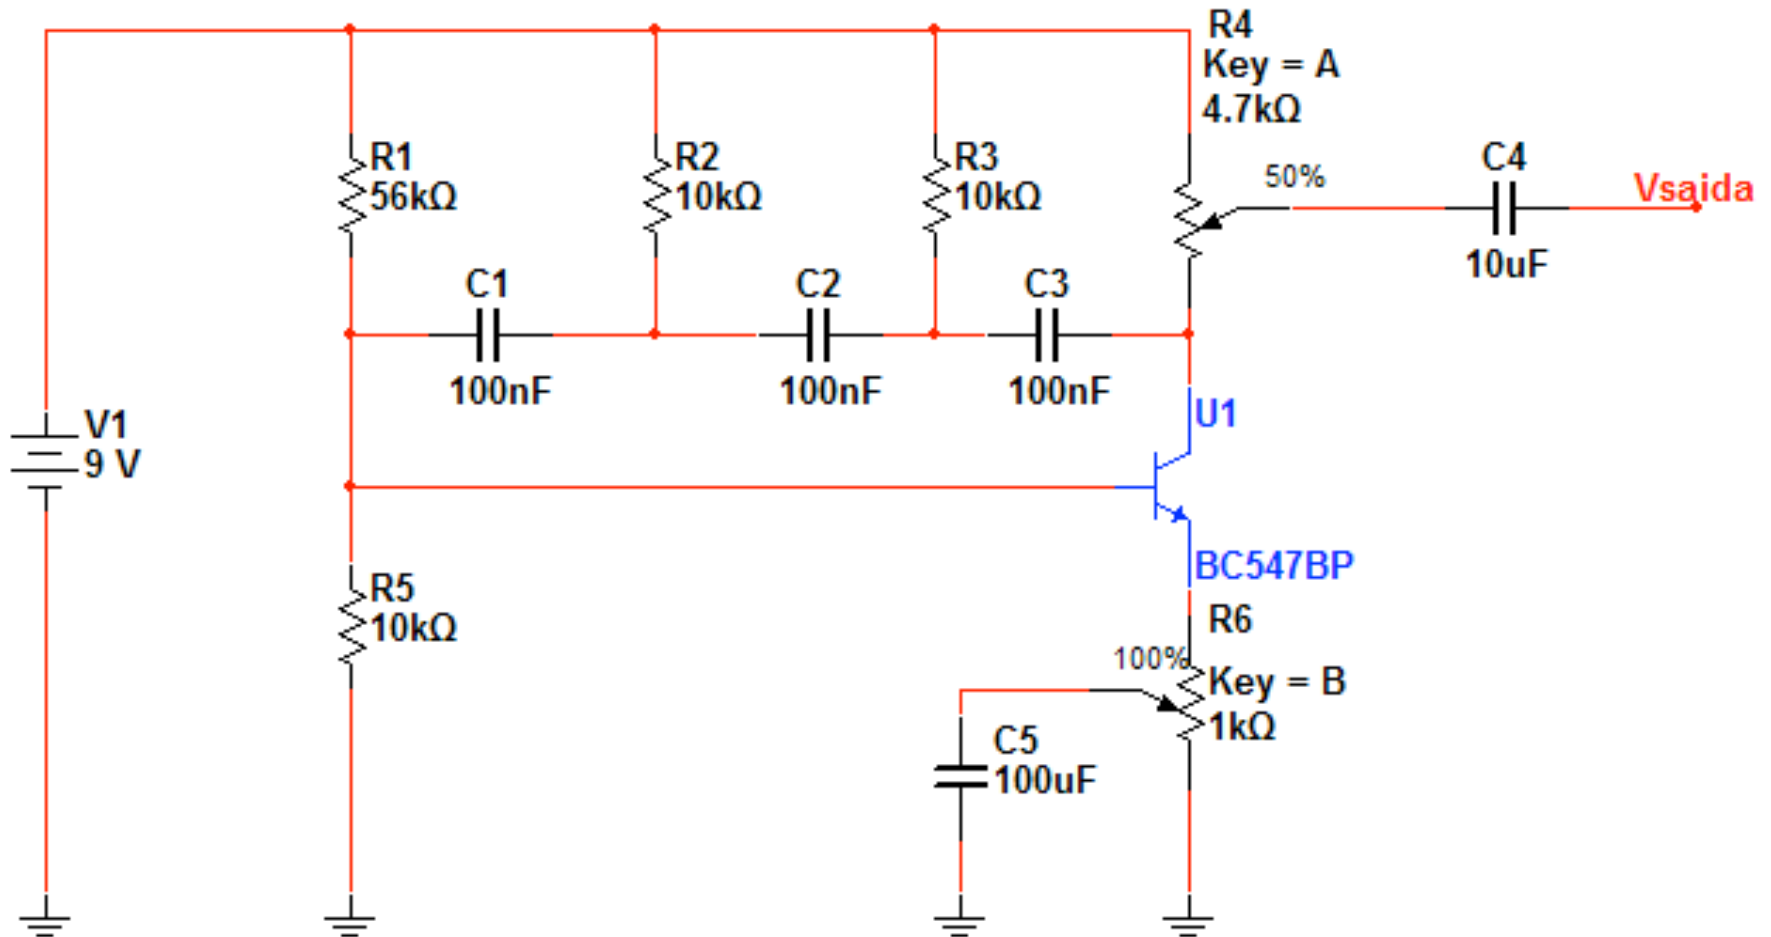 R4
Key = A
4.7kΩ
R1
56kΩ
R2
10kΩ
R3
10kΩ
50%
C4
10uF
Vsaida
C1
100nF
C2
100nF
C3
100nF
V1
9 V
U1
BC547BP
R5
10kΩ
R6
100%
Key = B
1kΩ
C5
100uF